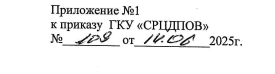 Приложение №1
к приказу ГКУ «СРЦДПОВ»
№ 109 от 14.06 2025г.